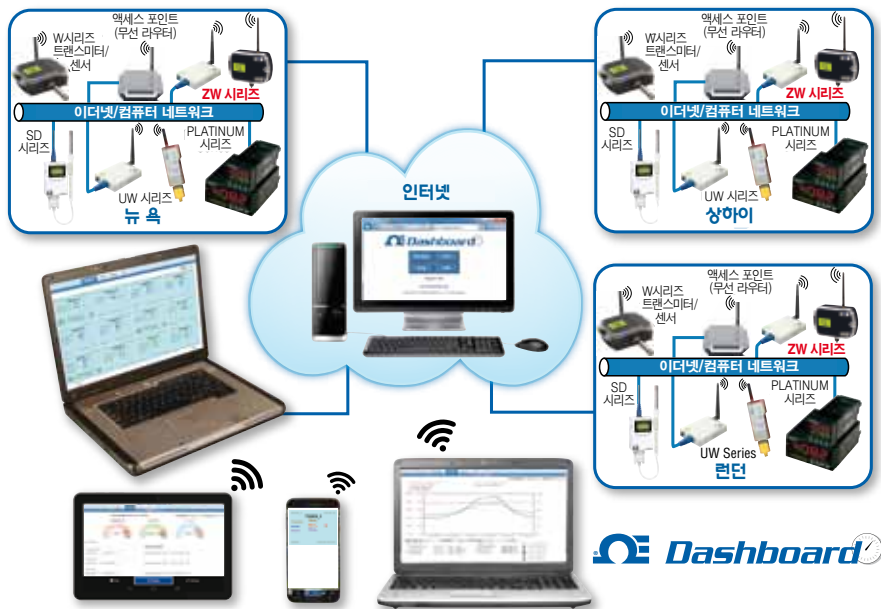 W시리즈
트랜스미터/
센서
액세스 포인트
(무선 라우터)
ZW 시리즈
이더넷/컴퓨터 네트워크
SD
시리즈
PLATINUM
시리즈
UW 시리즈
뉴 욕
인터넷
Dashboard
W시리즈
트랜스미터/
센서
액세스 포인트
(무선 라우터)
ZW 시리즈
이더넷/컴퓨터 네트워크
SD
시리즈
PLATINUM
시리즈
UW 시리즈
상하이
W시리즈
트랜스미터/
센서
액세스 포인트
(무선 라우터)
ZW 시리즈
이더넷/컴퓨터 네트워크
SD
시리즈
PLATINUM
시리즈
UW Series
런던
Dashboard